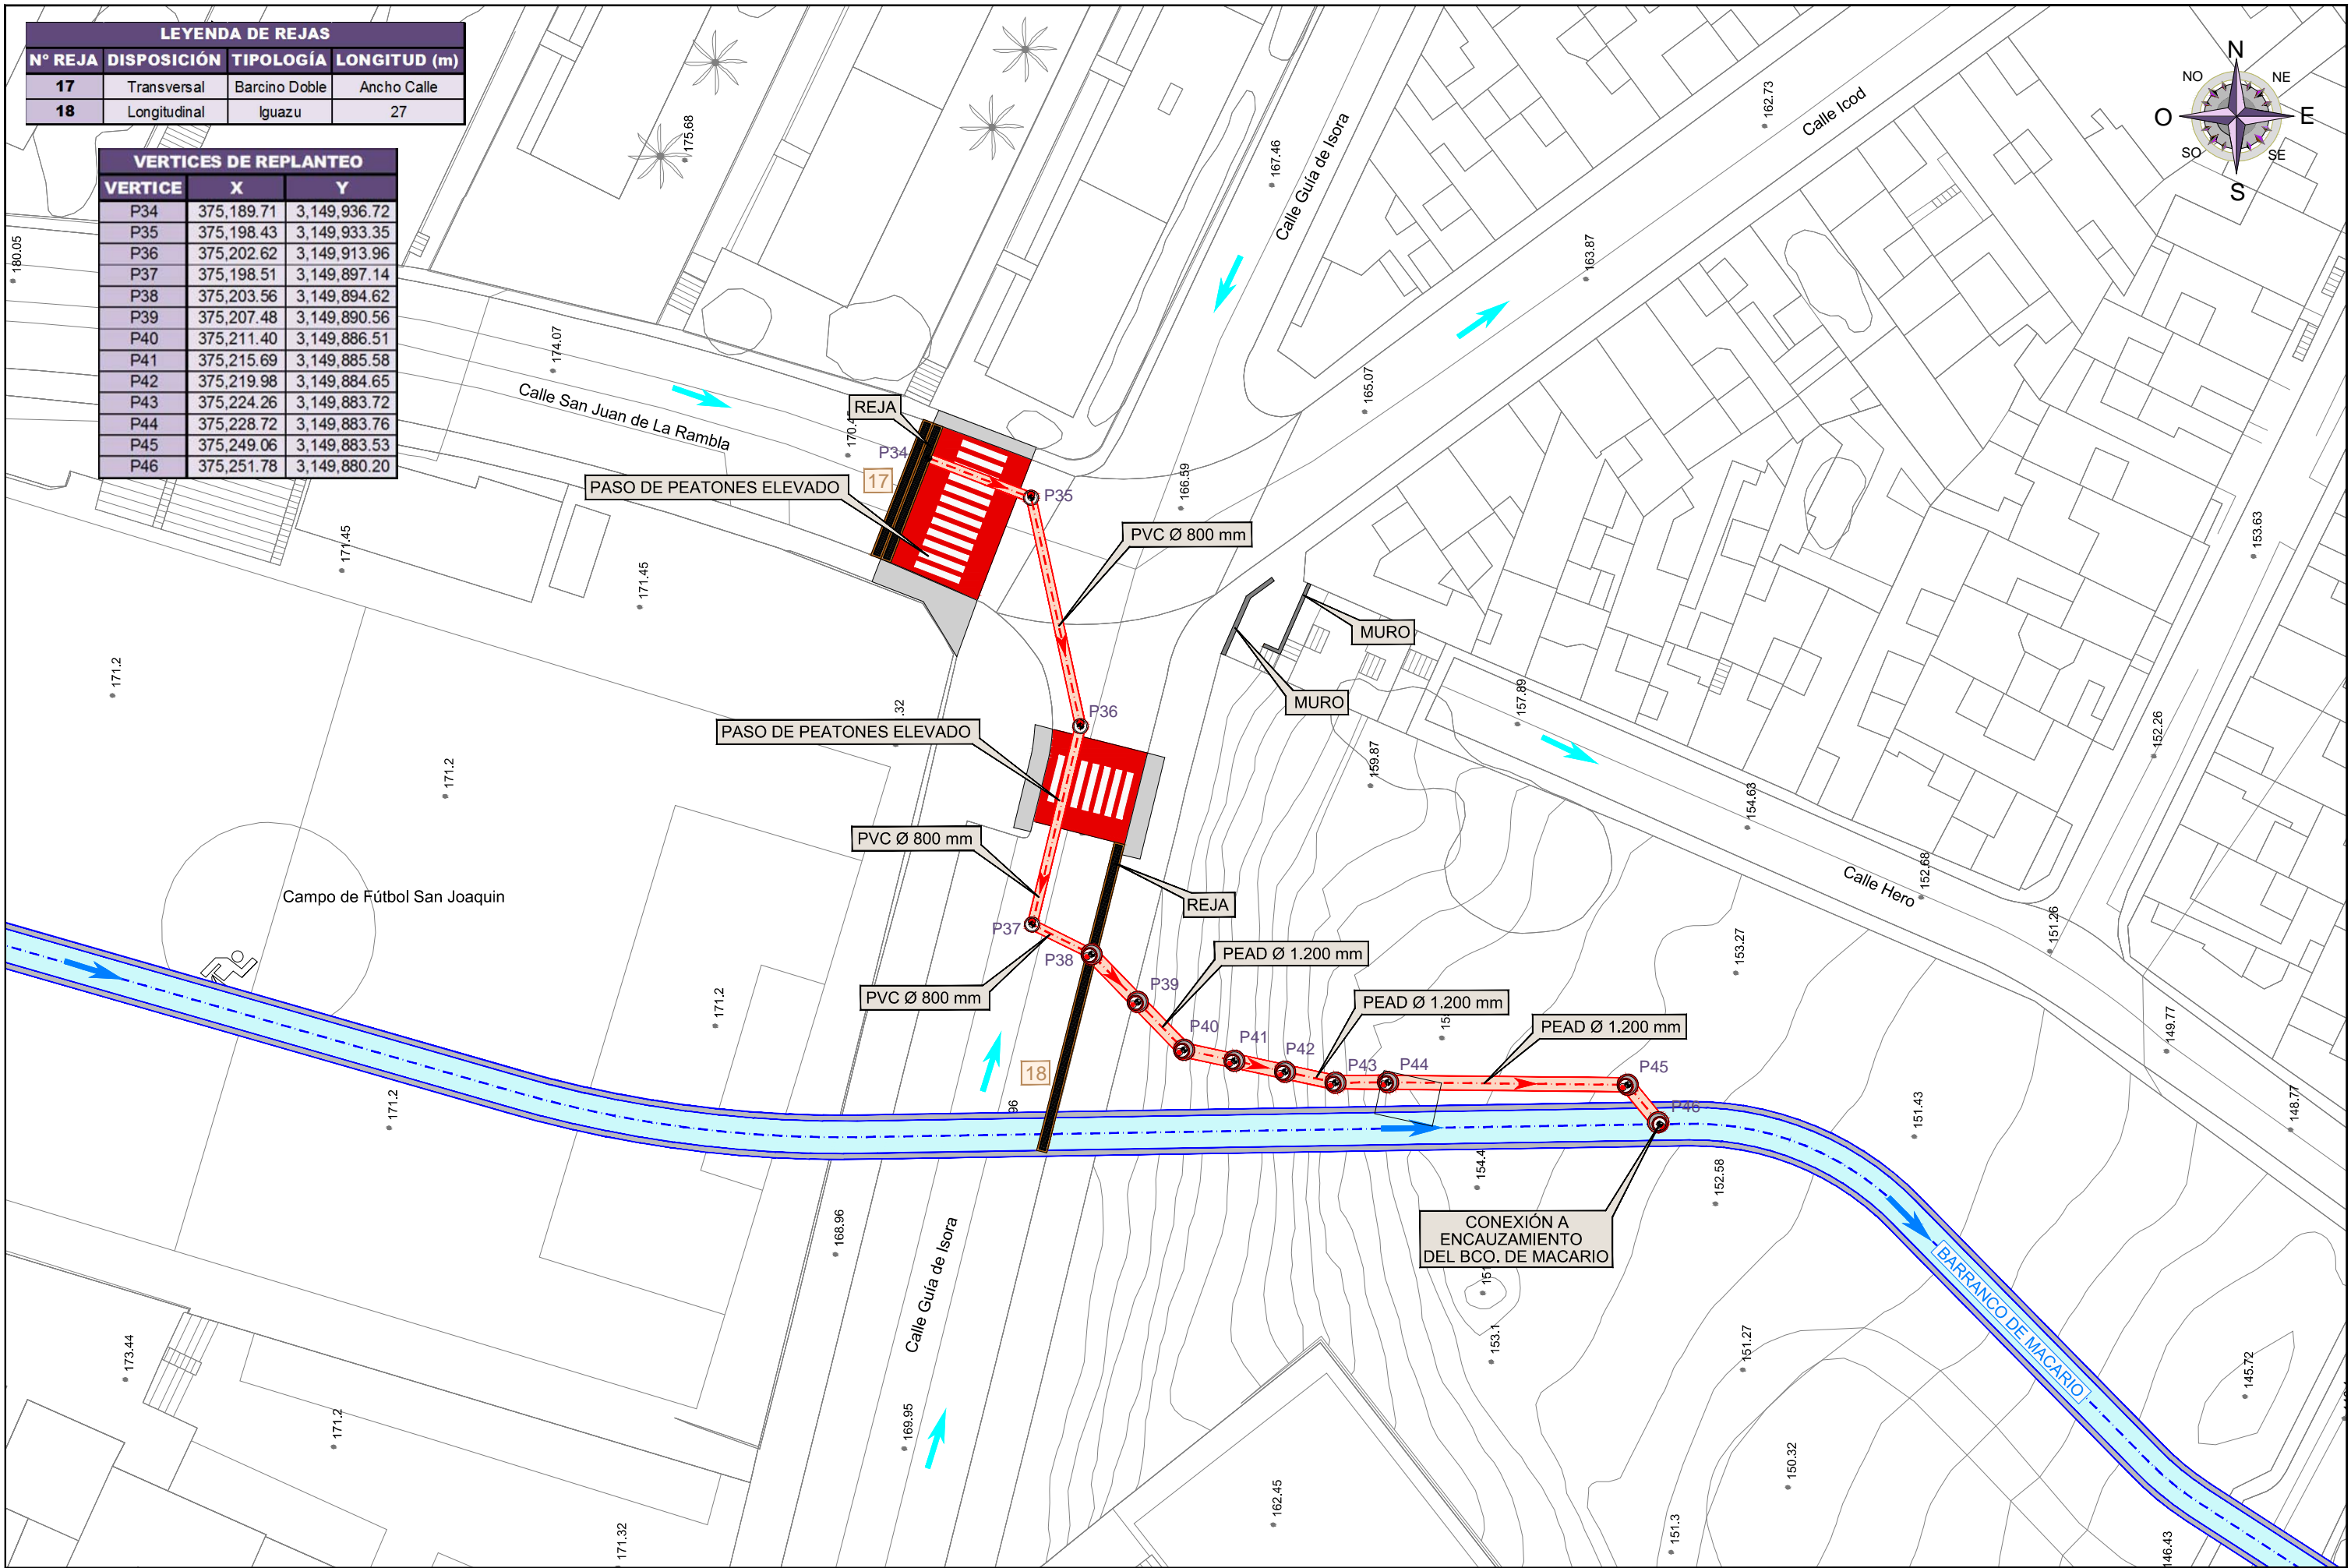 LEYENDA DE REJAS
Nº REJA DISPOSICIÓN TIPOLOGÍA LONGITUD (m)
17 Transversal Barcino Doble Ancho Calle
18 Longitudinal Iguazu 27
VERTICES DE REPLANTEO
VERTICE X Y
P34 375,189.71 3,149,936.72
P35 375,198.43 3,149,933.35
P36 375,202.62 3,149,913.96
P37 375,198.51 3,149,897.14
P38 375,203.56 3,149,894.62
P39 375,207.48 3,149,890.56
P40 375,211.40 3,149,886.51
P41 375,215.69 3,149,885.58
P42 375,219.98 3,149,884.65
P43 375,224.26 3,149,883.72
P44 375,228.72 3,149,883.76
P45 375,249.06 3,149,883.53
P46 375,251.78 3,149,880.20
N
NO
NE
O
E
SO
SE
S
180.05
175.68
167.46
162.73
163.87
174.07
165.07
166.59
153.63
Calle Guía de Isora
Calle Icod
Calle San Juan de La Rambla
REJA
P34
17
PASO DE PEATONES ELEVADO
P35
PVC Ø 800 mm
171.45
171.45
MURO
MURO
171.2
.32
P36
157.89
152.26
PASO DE PEATONES ELEVADO
159.87
171.2
154.63
PVC Ø 800 mm
152.68
Calle Hero
Campo de Fútbol San Joaquin
REJA
P37
P38
151.26
153.27
PEAD Ø 1.200 mm
PVC Ø 800 mm
P39
PEAD Ø 1.200 mm
PEAD Ø 1.200 mm
171.2
P40
P41
P42
P43
P44
P45
P46
149.77
18
96
171.2
151.43
148.77
154.4
152.58
168.96
CONEXIÓN A
ENCAUZAMIENTO
DEL BCO. DE MACARIO
BARRANCO DE MACARIO
Calle Guía de Isora
151
153.1
151.27
145.72
173.44
171.2
169.95
162.45
150.32
171.32
151.3
146.43